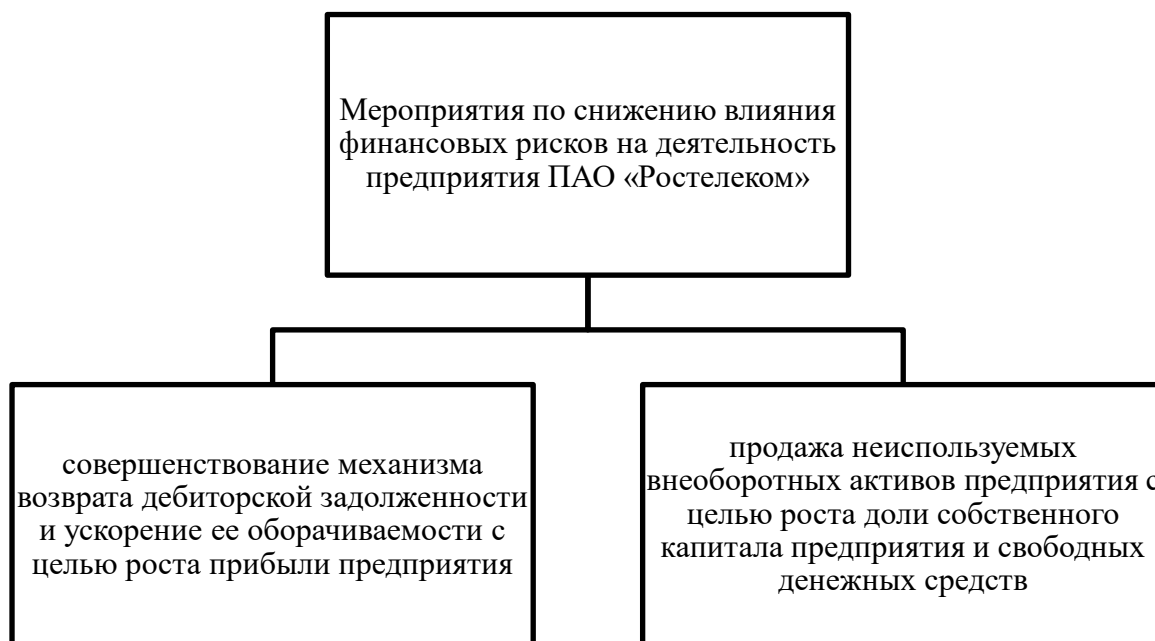 Мероприятия по снижению влияния
финансовых рисков на деятельность
предприятия ПАО «Ростелеком»
совершенствование механизма
возврата дебиторской задолженности
и ускорение ее оборачиваемости с
целью роста прибыли предприятия
продажа неиспользуемых
внеоборотных активов предприятия с
целью роста доли собственного
капитала предприятия и свободных
денежных средств